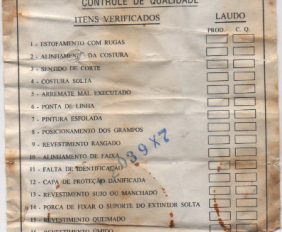 CONTROLE DE QUALIDADE
ITENS VERIFICADOS LAUDO
PROD. C. Q.
1 - ESTOFAMENTO COM RUGAS
2 - ALINHAMENTO DA COSTURA
3 - SENTIDO DE CORTE
4 - COSTURA SOLTA
5 - ARREMATE MAL EXECUTADO
6 - PONTA DE LINHA
7 - PINTURA ESFOLADA
8 - POSICIONAMENTO DOS GRAMPOS
9 - REVESTIMENTO RANGADO
10 - ALINHAMENTO DE FAIXA
11 - FALTA DE IDENTIFICAÇÃO
12 - CAPA DE PROTEÇÃO DANIFICADA
13 - REVESTIMENTO SUJO OU MANCHADO
14 - PORCA DE FIXAR O SUPORTE DO EXTINTOR SOLTA
15 - REVESTIMENTO QUEIMADO
REVESTIMENTO ÚMIDO